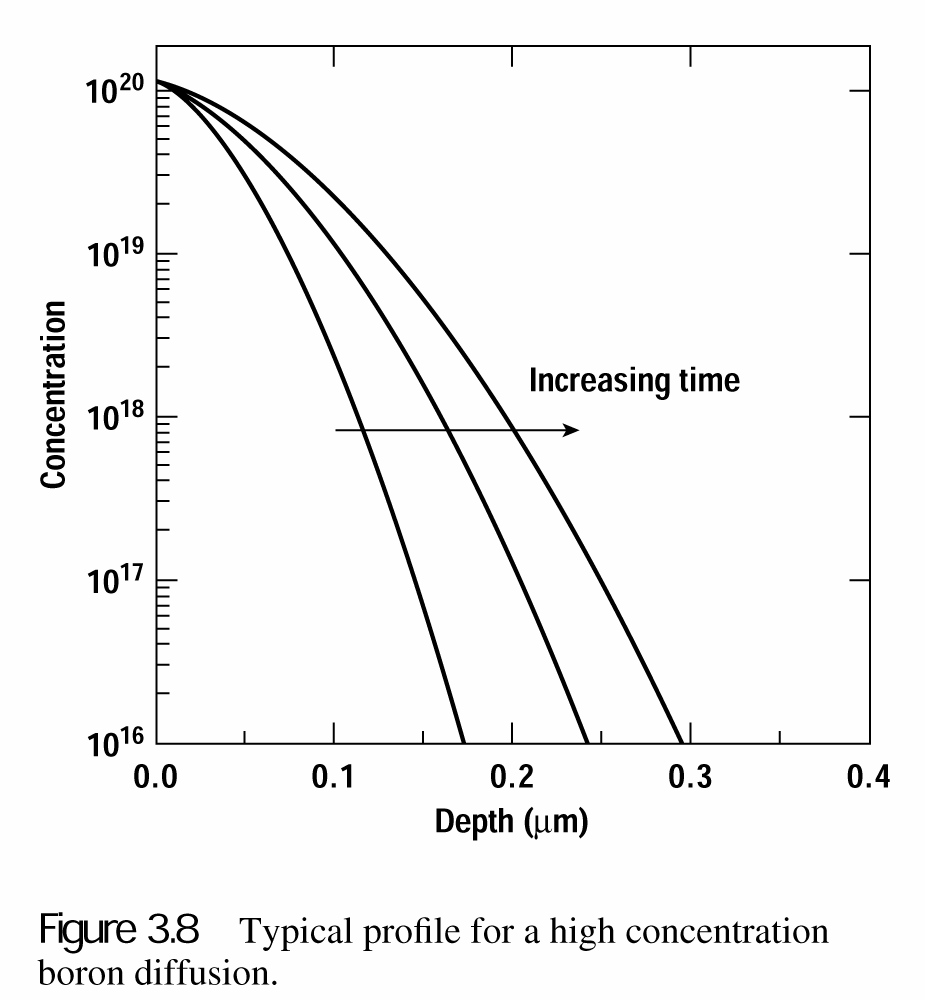 10^20
10^19
10^18
10^17
10^16
Concentration
Increasing time
0.0 0.1 0.2 0.3 0.4
Depth (μm)
Figure 3.8 Typical profile for a high concentration
boron diffusion.